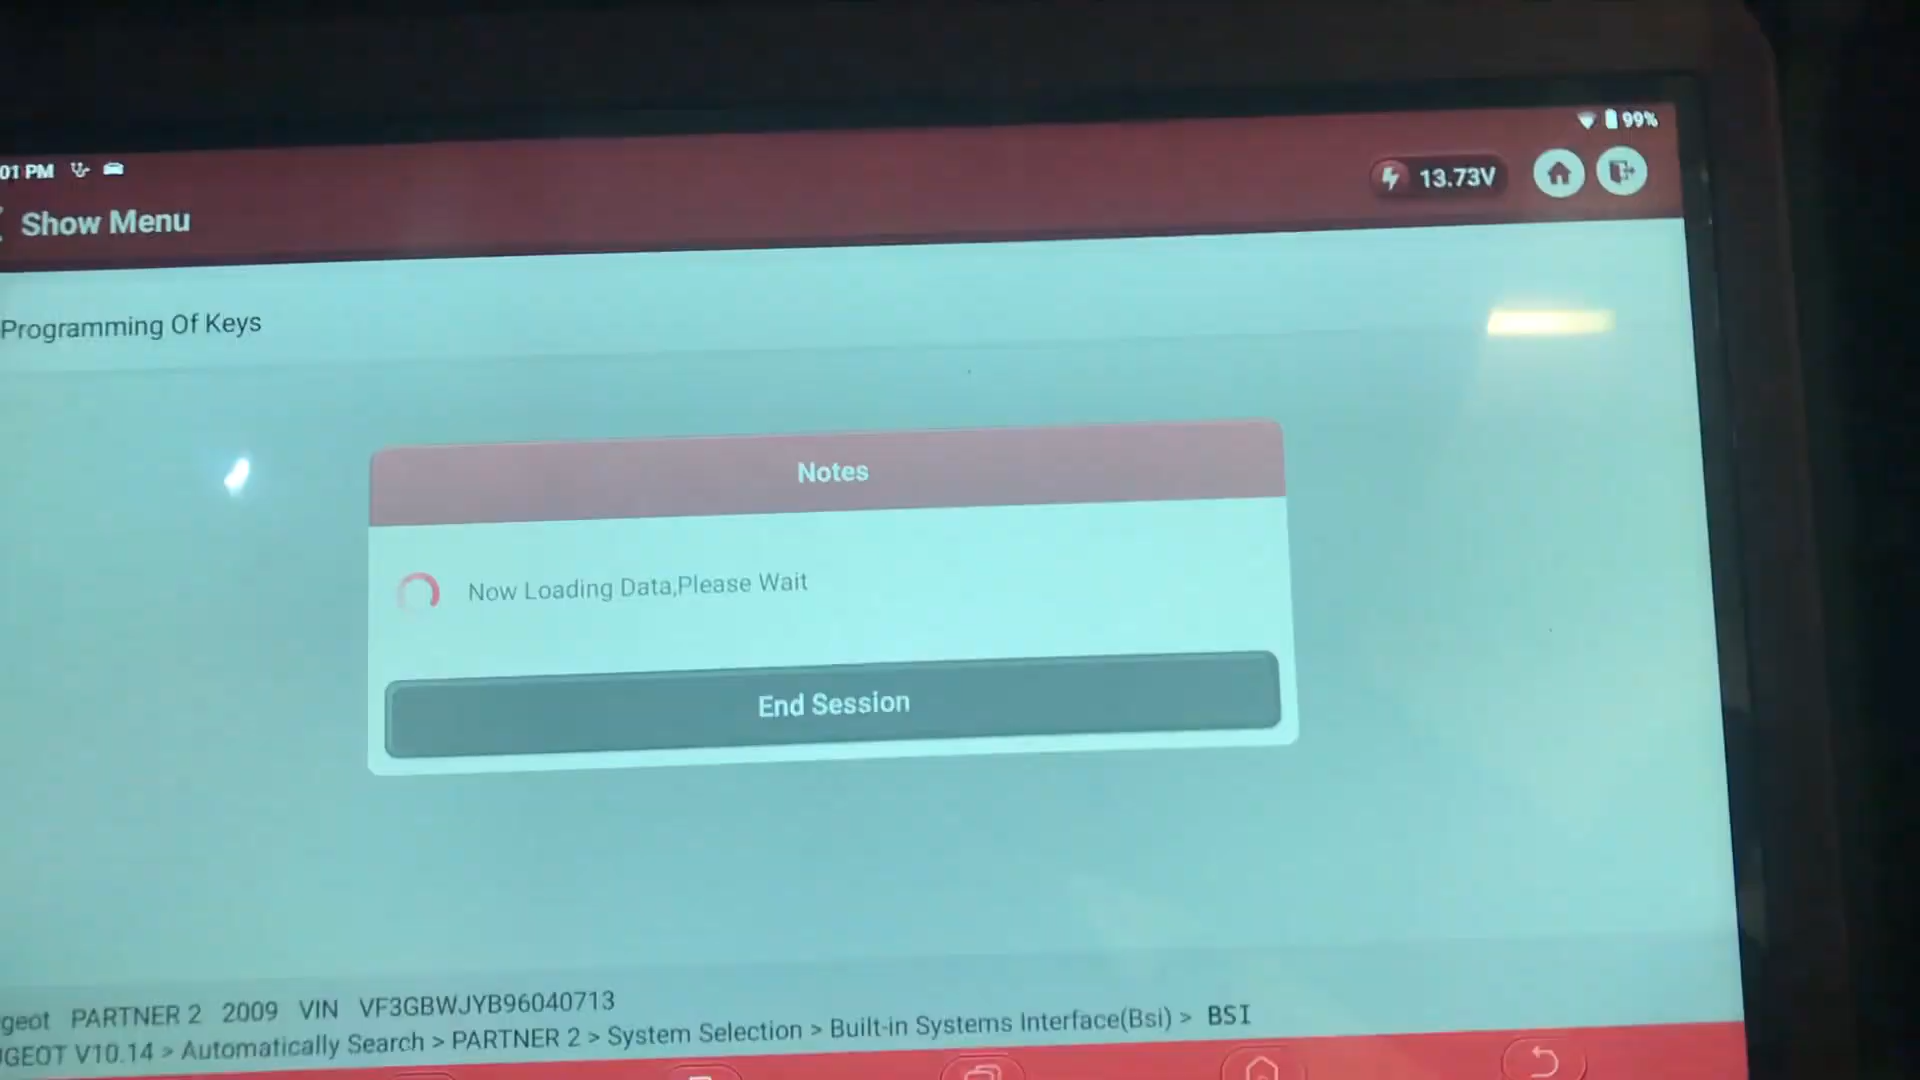 99%
01 PM
13.73V
Show Menu
Programming Of Keys
Notes
Now Loading Data,Please Wait
End Session
geot PARTNER 2 2009 VIN VF3GBWJYB96040713
GEOT V10.14 > Automatically Search > PARTNER 2 > System Selection > Built-in Systems Interface(Bsi) > BSI